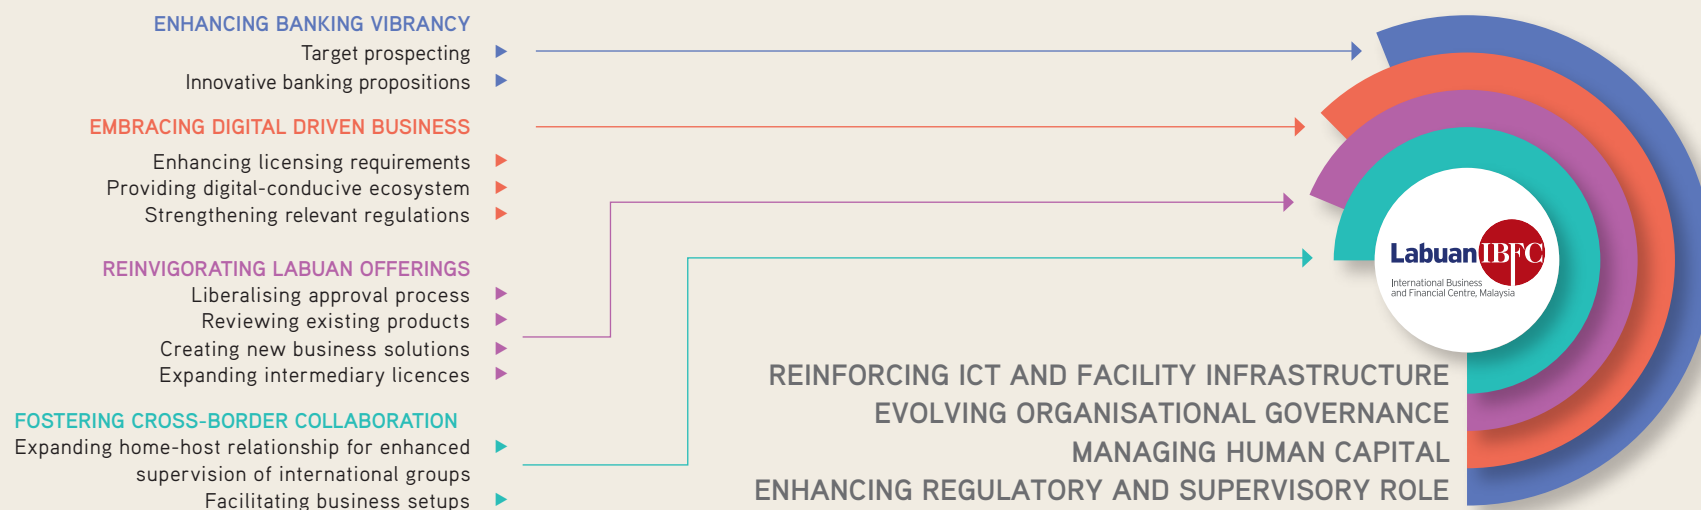 ENHANCING BANKING VIBRANCY
Target prospecting
Innovative banking propositions
EMBRACING DIGITAL DRIVEN BUSINESS
Enhancing licensing requirements
Providing digital-conducive ecosystem
Strengthening relevant regulations
REINVIGORATING LABUAN OFFERINGS
Liberalising approval process
Reviewing existing products
Creating new business solutions
Expanding intermediary licences
FOSTERING CROSS-BORDER COLLABORATION
Expanding home-host relationship for enhanced
supervision of international groups
Facilitating business setups
Labuan IBFC
International Business
and Financial Centre, Malaysia
REINFORCING ICT AND FACILITY INFRASTRUCTURE
EVOLVING ORGANISATIONAL GOVERNANCE
MANAGING HUMAN CAPITAL
ENHANCING REGULATORY AND SUPERVISORY ROLE